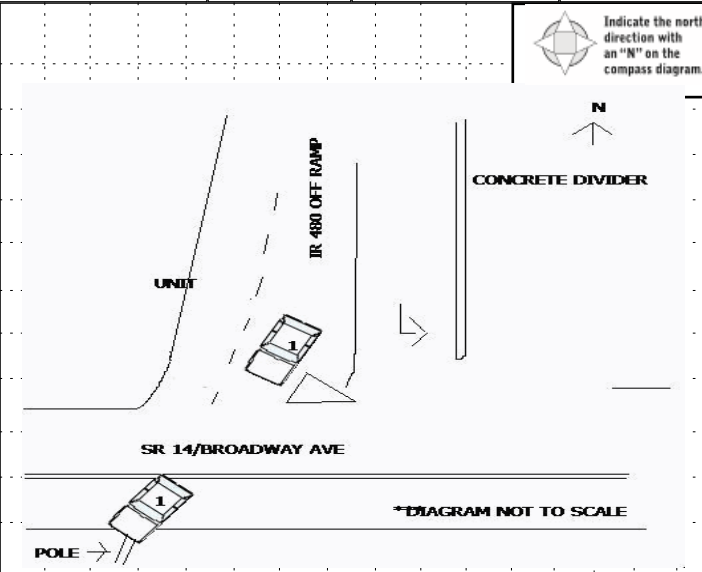 Indicate the north
direction with
an "N" on the
compass diagram.
N
IR 480 OFF RAMP
CONCRETE DIVIDER
UNIT
1
SR 14/BROADWAY AVE
1
DIAGRAM NOT TO SCALE
POLE